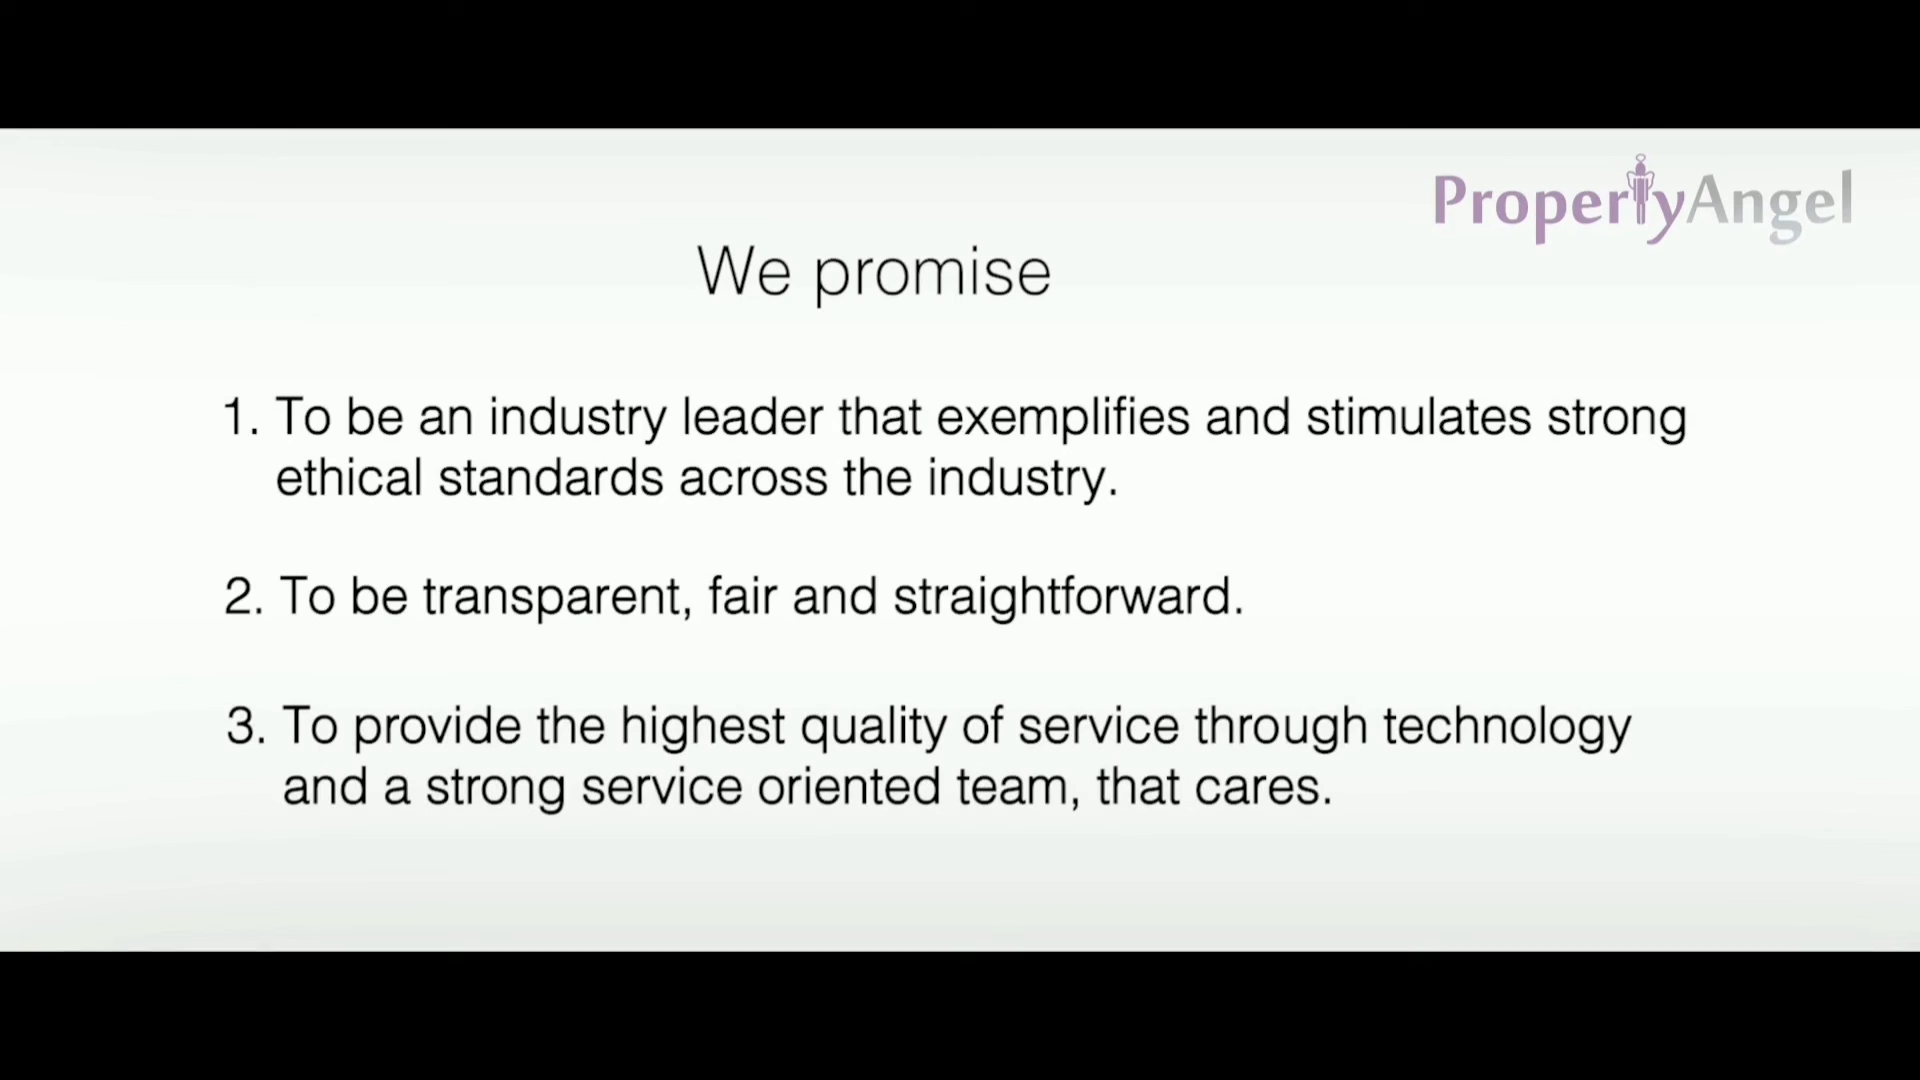 PropertyAngel
We promise
1. To be an industry leader that exemplifies and stimulates strong
ethical standards across the industry.
2. To be transparent, fair and straightforward.
3. To provide the highest quality of service through technology
and a strong service oriented team, that cares.